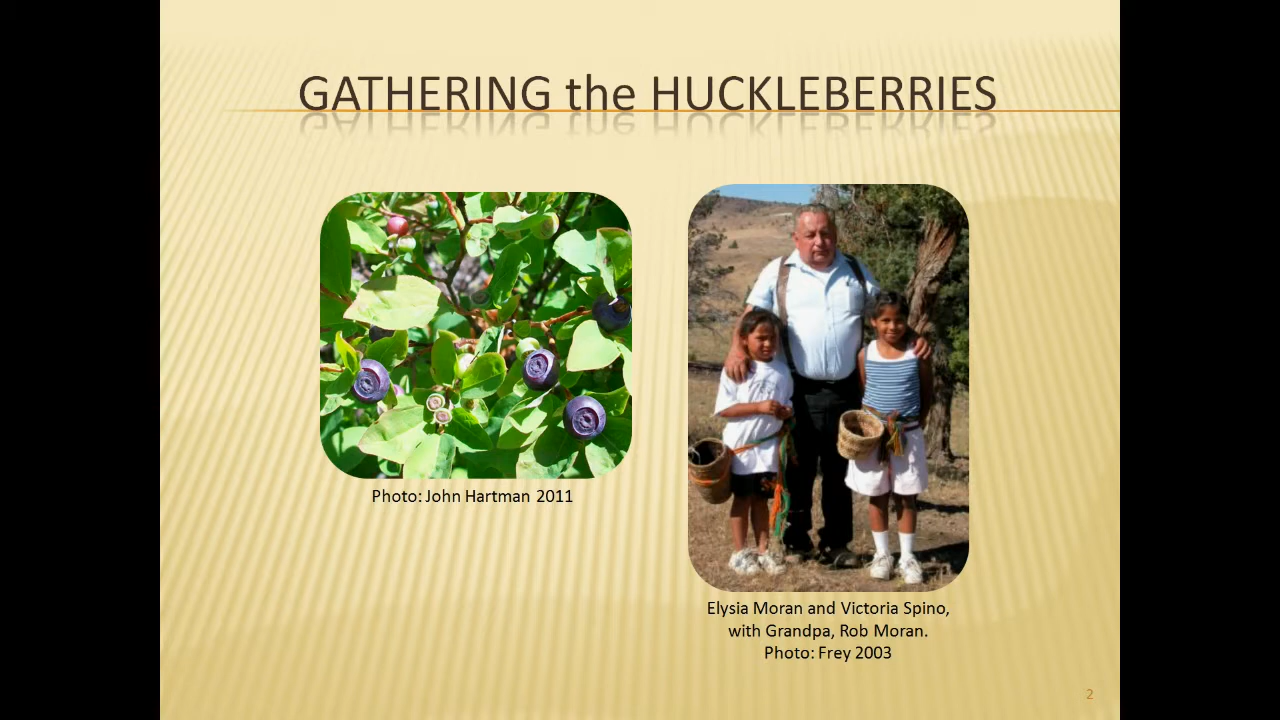 GATHERING the HUCKLEBERRIES
Photo: John Hartman 2011
Elysia Moran and Victoria Spino,
with Grandpa, Rob Moran.
Photo: Frey 2003
2